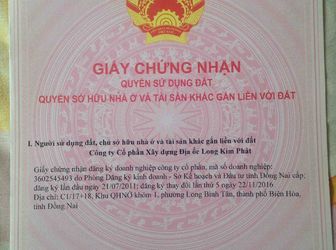 GIẤY CHỨNG NHẬN
QUYỀN SỬ DỤNG ĐẤT
QUYỀN SỞ HỮU NHÀ Ở VÀ TÀI SẢN KHÁC GẮN LIỀN VỚI ĐẤT
I. Người sử dụng đất, chủ sở hữu nhà ở và tài sản khác gắn liền với đất
Công ty Cổ phần Xây dựng Địa ốc Long Kim Phát
Giấy chứng nhận đăng ký doanh nghiệp công ty cổ phần, mã số doanh nghiệp:
3602545493 do Phòng Đăng ký kinh doanh - Sở Kế hoạch và Đầu tư tỉnh Đồng Nai cấp;
đăng ký lần đầu ngày 21/07/2011; đăng ký thay đổi lần thứ 5 ngày 22/11/2016
Địa chỉ: C1/17+18, Khu QHNO khóm 1, phường Long Bình Tân, thành phố Biên Hòa,
tỉnh Đồng Nai